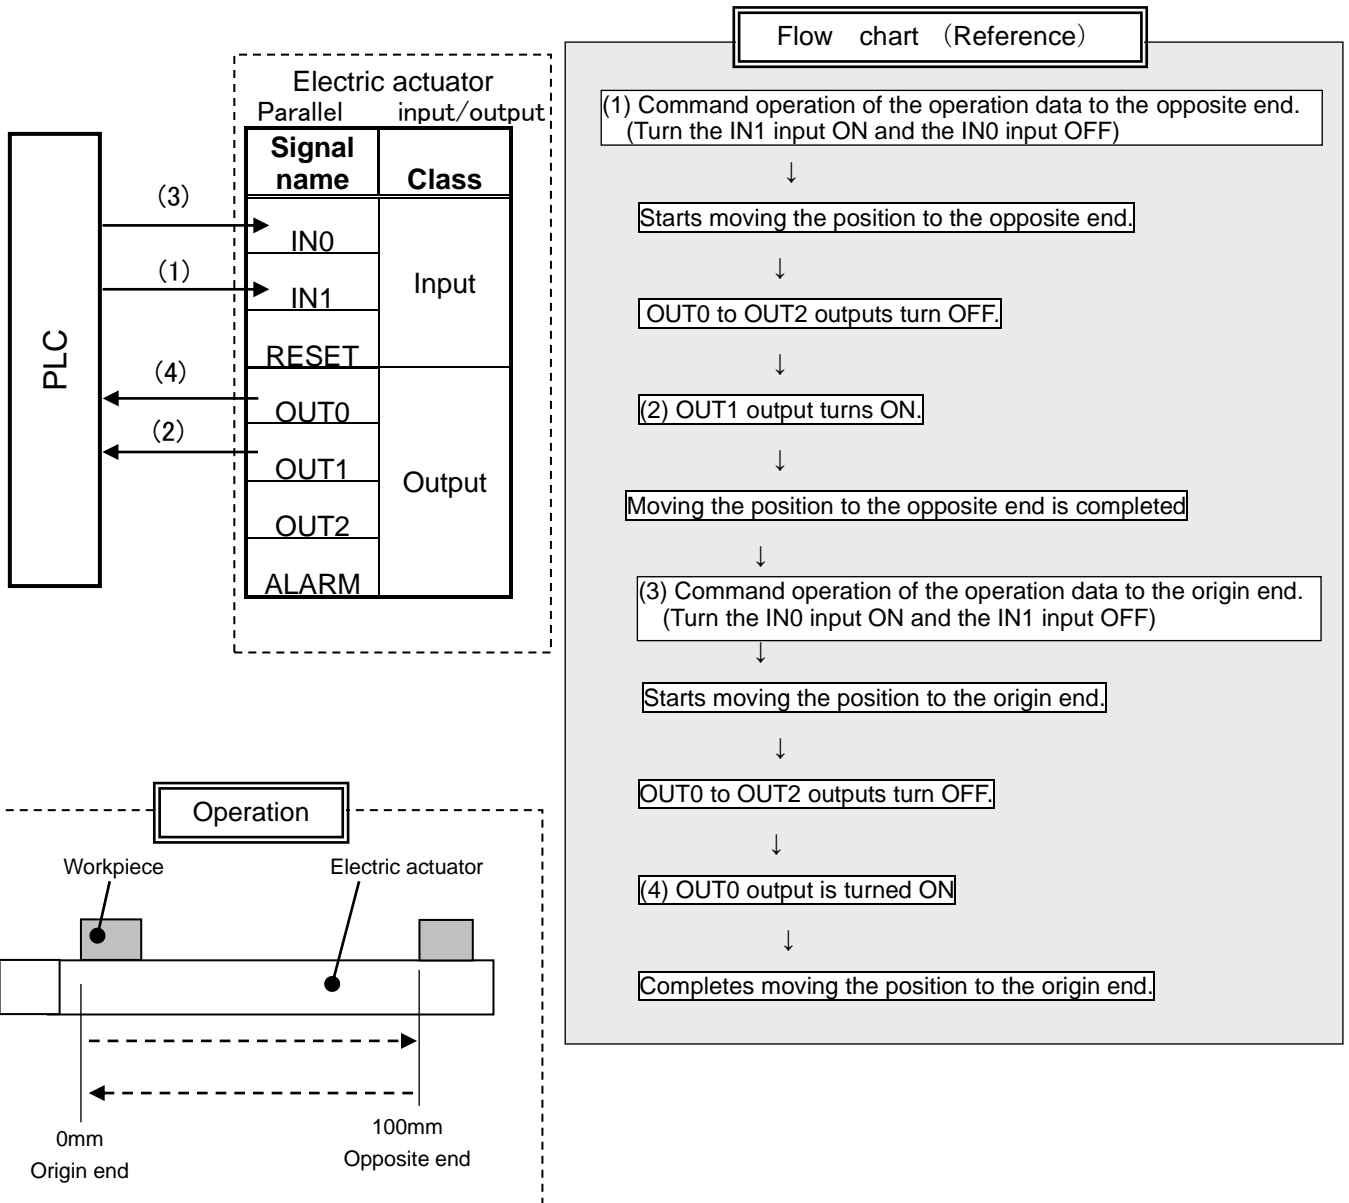 Electric actuator
Parallel input/output
Signal name Class
IN0
IN1
RESET
Input
OUT0
OUT1
OUT2
ALARM
Output
PLC
(3)
(1)
(4)
(2)
Flow chart (Reference)
(1) Command operation of the operation data to the opposite end.
(Turn the IN1 input ON and the IN0 input OFF)
↓
Starts moving the position to the opposite end.
↓
OUT0 to OUT2 outputs turn OFF.
↓
(2) OUT1 output turns ON.
↓
Moving the position to the opposite end is completed
↓
(3) Command operation of the operation data to the origin end.
(Turn the IN0 input ON and the IN1 input OFF)
↓
Starts moving the position to the origin end.
↓
OUT0 to OUT2 outputs turn OFF.
↓
(4) OUT0 output is turned ON
↓
Completes moving the position to the origin end.
Operation
Workpiece
Electric actuator
0mm
Origin end
100mm
Opposite end